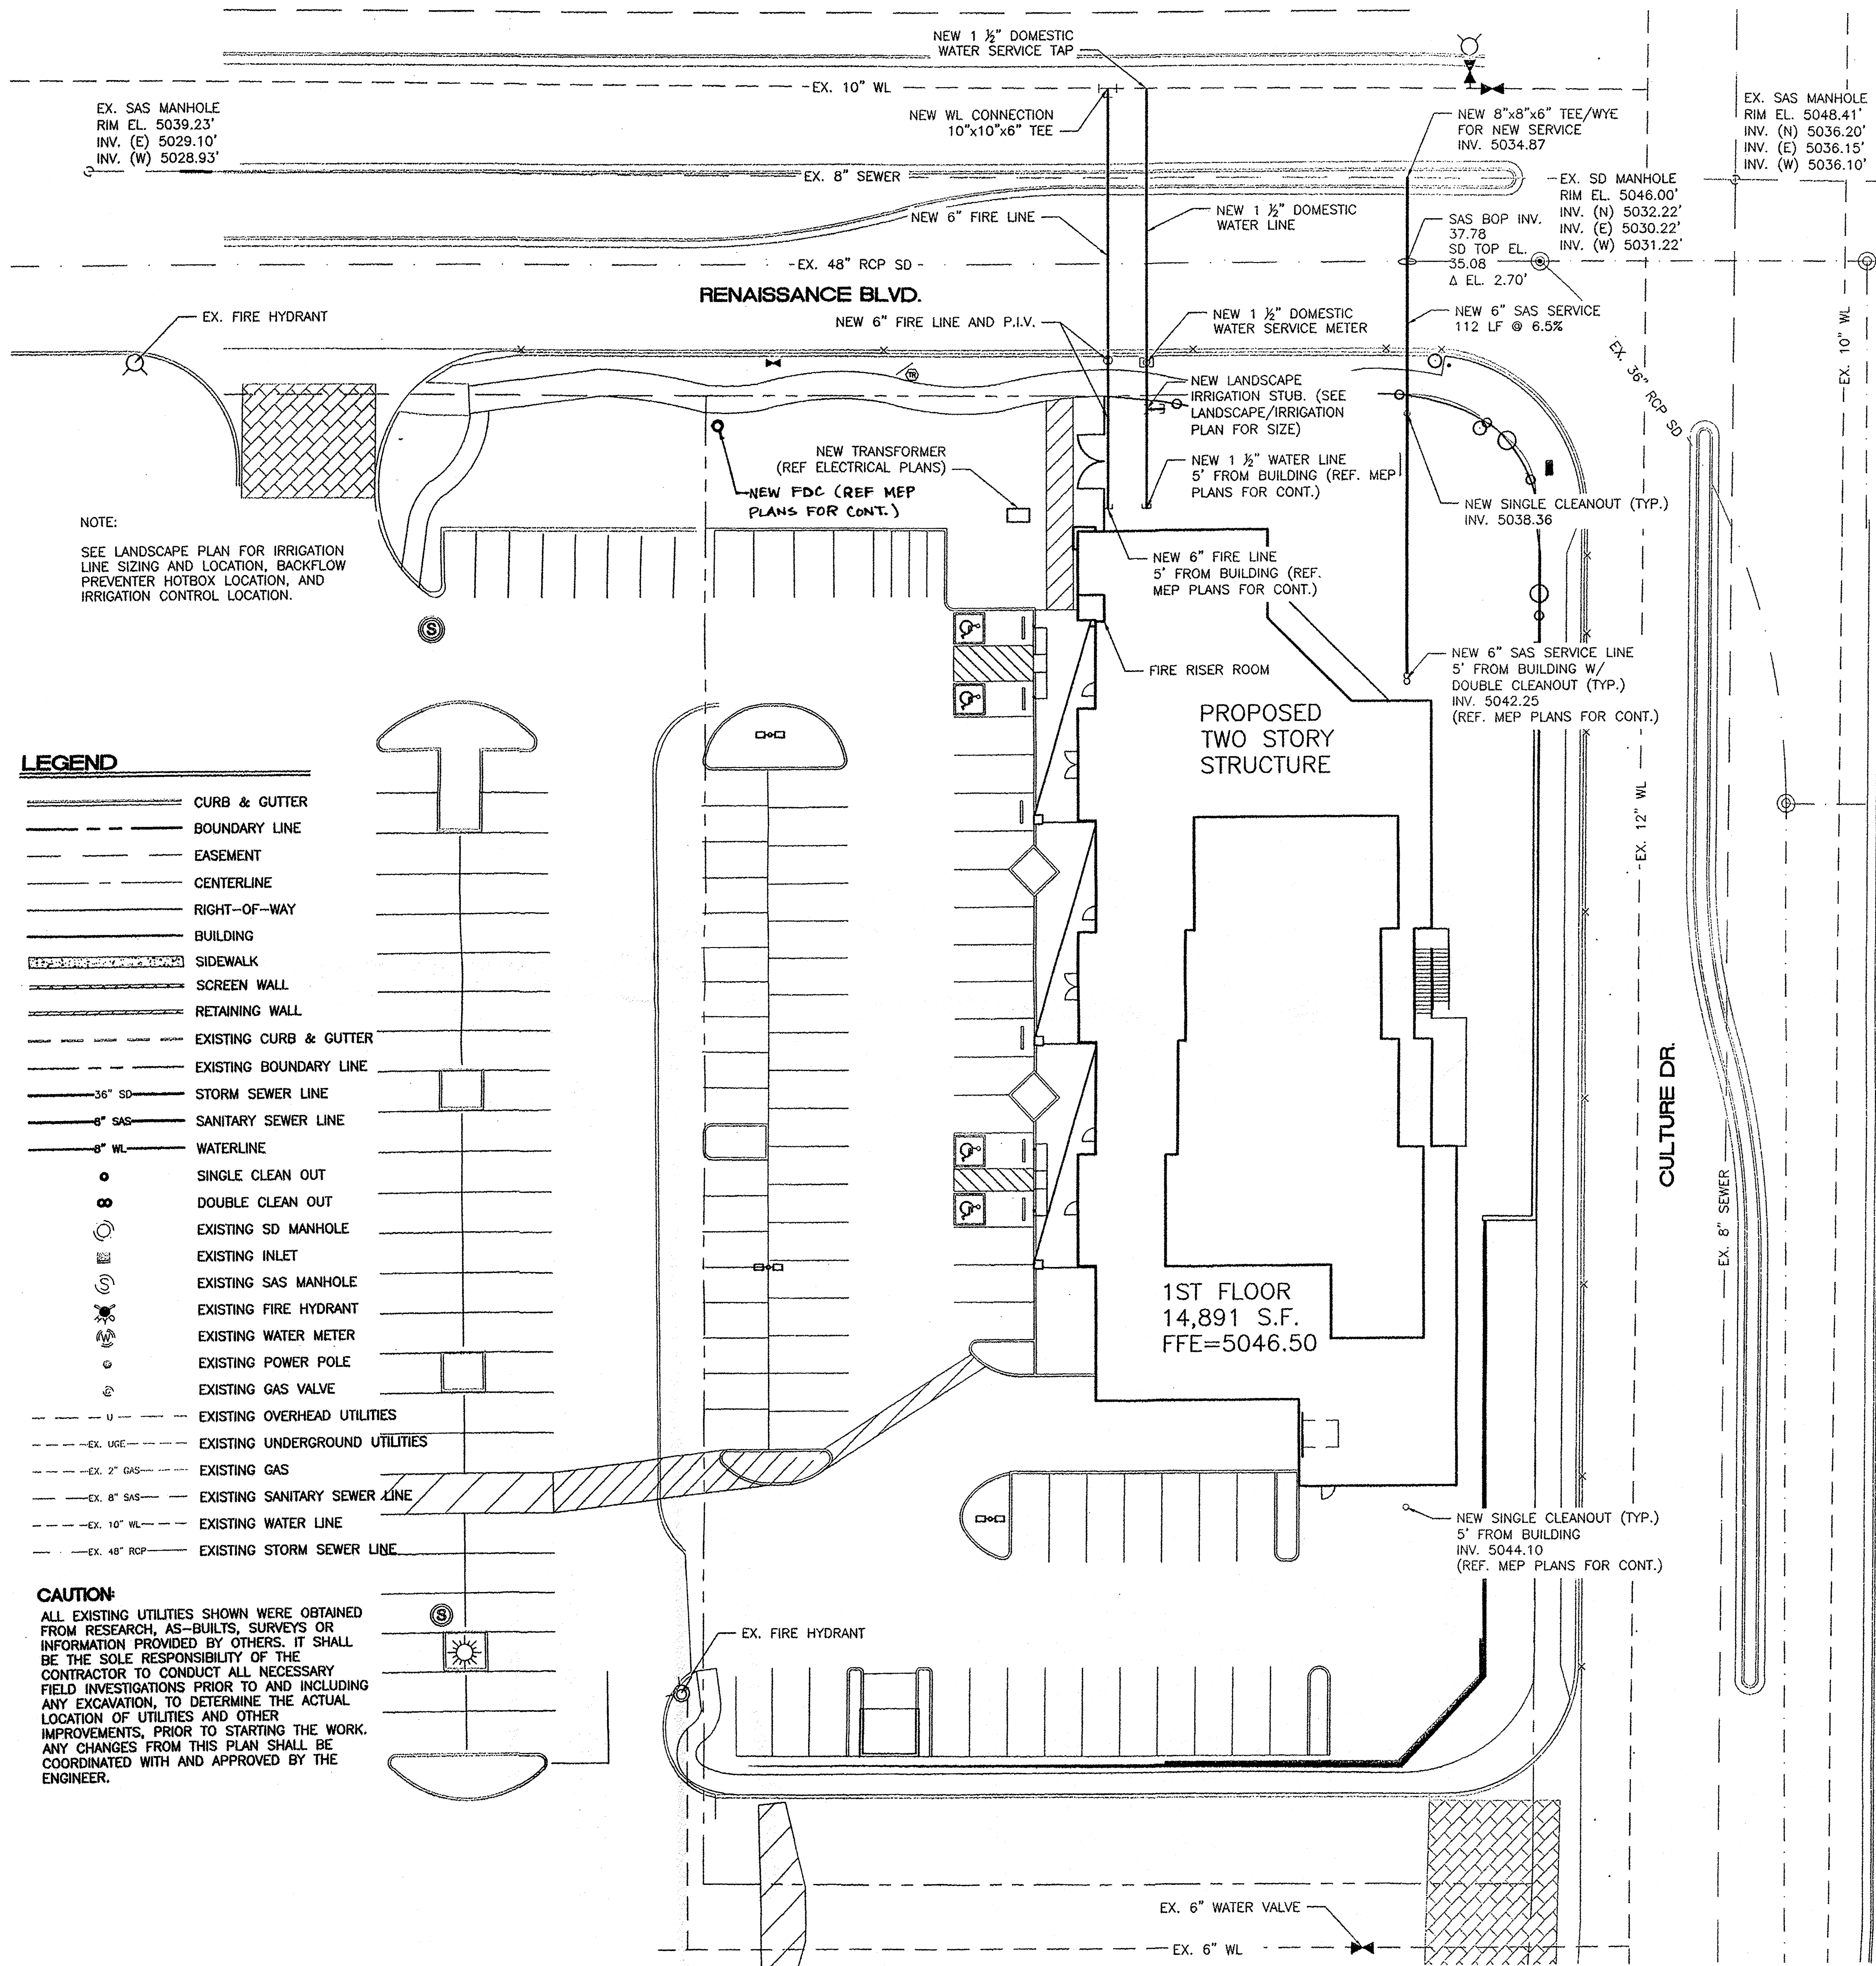 NEW 1 ½" DOMESTIC
WATER SERVICE TAP
EX. 10" WL
EX. SAS MANHOLE
RIM EL. 5039.23'
INV. (E) 5029.10'
INV. (W) 5028.93'
NEW WL CONNECTION
10"x10"x6" TEE
NEW 8"x8"x6" TEE/WYE
FOR NEW SERVICE
INV. 5034.87
EX. SAS MANHOLE
RIM EL. 5048.41'
INV. (N) 5036.20'
INV. (E) 5036.15'
INV. (W) 5036.10'
EX. 8" SEWER
EX. SD MANHOLE
RIM EL. 5046.00'
INV. (N) 5032.22'
INV. (E) 5030.22'
INV. (W) 5031.22'
NEW 6" FIRE LINE
NEW 1 ½" DOMESTIC
WATER LINE
SAS BOP INV.
37.78
SD TOP EL.
35.08
Δ EL. 2.70'
EX. 48" RCP SD
RENAISSANCE BLVD.
EX. FIRE HYDRANT
NEW 6" FIRE LINE AND P.I.V.
NEW 1 ½" DOMESTIC
WATER SERVICE METER
NEW 6" SAS SERVICE
112 LF @ 6.5%
EX. 36" RCP SD
EX. 10" WL
TR
NEW LANDSCAPE
IRRIGATION STUB. (SEE
LANDSCAPE/IRRIGATION
PLAN FOR SIZE)
NEW TRANSFORMER
(REF ELECTRICAL PLANS)
NEW FDC (REF MEP
PLANS FOR CONT.)
NEW 1 ½" WATER LINE
5' FROM BUILDING (REF. MEP
PLANS FOR CONT.)
NEW SINGLE CLEANOUT (TYP.)
INV. 5038.36
NOTE:
SEE LANDSCAPE PLAN FOR IRRIGATION
LINE SIZING AND LOCATION, BACKFLOW
PREVENTER HOTBOX LOCATION, AND
IRRIGATION CONTROL LOCATION.
NEW 6" FIRE LINE
5' FROM BUILDING (REF.
MEP PLANS FOR CONT.)
S
FIRE RISER ROOM
NEW 6" SAS SERVICE LINE
5' FROM BUILDING W/
DOUBLE CLEANOUT (TYP.)
INV. 5042.25
(REF. MEP PLANS FOR CONT.)
PROPOSED
TWO STORY
STRUCTURE
EX. 12" WL
CULTURE DR.
EX. 8" SEWER
LEGEND
CURB & GUTTER
BOUNDARY LINE
EASEMENT
CENTERLINE
RIGHT-OF-WAY
BUILDING
SIDEWALK
SCREEN WALL
RETAINING WALL
EXISTING CURB & GUTTER
EXISTING BOUNDARY LINE
36" SD STORM SEWER LINE
8" SAS SANITARY SEWER LINE
8" WL WATERLINE
SINGLE CLEAN OUT
DOUBLE CLEAN OUT
EXISTING SD MANHOLE
EXISTING INLET
S EXISTING SAS MANHOLE
EXISTING FIRE HYDRANT
W EXISTING WATER METER
EXISTING POWER POLE
EXISTING GAS VALVE
U EXISTING OVERHEAD UTILITIES
EX. UGE EXISTING UNDERGROUND UTILITIES
EX. 2" GAS EXISTING GAS
EX. 8" SAS EXISTING SANITARY SEWER LINE
EX. 10" WL EXISTING WATER LINE
EX. 48" RCP EXISTING STORM SEWER LINE
1ST FLOOR
14,891 S.F.
FFE=5046.50
NEW SINGLE CLEANOUT (TYP.)
5' FROM BUILDING
INV. 5044.10
(REF. MEP PLANS FOR CONT.)
CAUTION:
ALL EXISTING UTILITIES SHOWN WERE OBTAINED
FROM RESEARCH, AS-BUILTS, SURVEYS OR
INFORMATION PROVIDED BY OTHERS. IT SHALL
BE THE SOLE RESPONSIBILITY OF THE
CONTRACTOR TO CONDUCT ALL NECESSARY
FIELD INVESTIGATIONS PRIOR TO AND INCLUDING
ANY EXCAVATION, TO DETERMINE THE ACTUAL
LOCATION OF UTILITIES AND OTHER
IMPROVEMENTS, PRIOR TO STARTING THE WORK.
ANY CHANGES FROM THIS PLAN SHALL BE
COORDINATED WITH AND APPROVED BY THE
ENGINEER.
S
EX. FIRE HYDRANT
EX. 6" WATER VALVE
EX. 6" WL